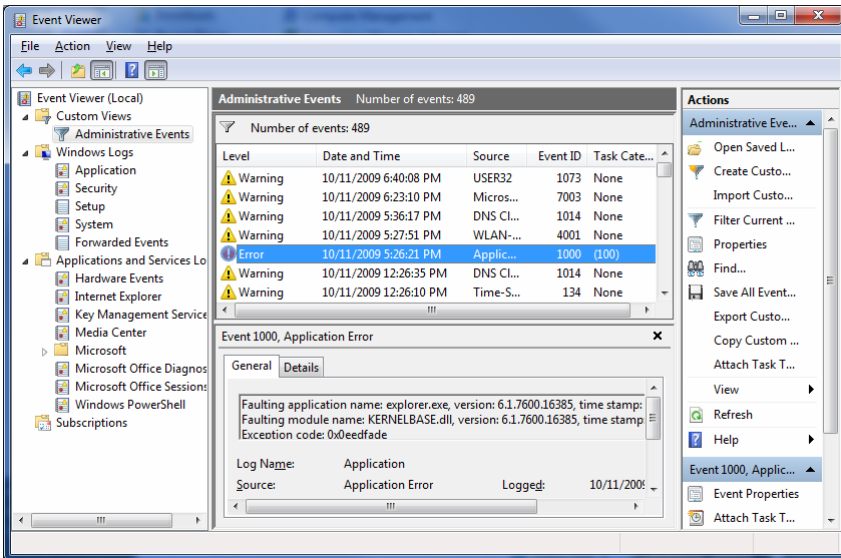 Event Viewer
File Action View Help
Event Viewer (Local)
Custom Views
Administrative Events
Windows Logs
Application
Security
Setup
System
Forwarded Events
Applications and Services Lo
Hardware Events
Internet Explorer
Key Management Service
Media Center
Microsoft
Microsoft Office Diagnos
Microsoft Office Sessions
Windows PowerShell
Subscriptions
Administrative Events Number of events: 489
Number of events: 489
Level Date and Time Source Event ID Task Cate...
Warning 10/11/2009 6:40:08 PM USER32 1073 None
Warning 10/11/2009 6:23:10 PM Micros... 7003 None
Warning 10/11/2009 5:36:17 PM DNS Cl... 1014 None
Warning 10/11/2009 5:27:51 PM WLAN-... 4001 None
Error 10/11/2009 5:26:21 PM Applic... 1000 (100)
Warning 10/11/2009 12:26:35 PM DNS Cl... 1014 None
Warning 10/11/2009 12:26:10 PM Time-S... 134 None
Event 1000, Application Error
General Details
Faulting application name: explorer.exe, version: 6.1.7600.16385, time stamp:
Faulting module name: KERNELBASE.dll, version: 6.1.7600.16385, time stamp
Exception code: 0x0eedfade
Log Name: Application
Source: Application Error Logged: 10/11/2009
Actions
Administrative Eve...
Open Saved L...
Create Custo...
Import Custo...
Filter Current ...
Properties
Find...
Save All Event...
Export Custo...
Copy Custom ...
Attach Task T...
View
Refresh
Help
Event 1000, Applic...
Event Properties
Attach Task T...